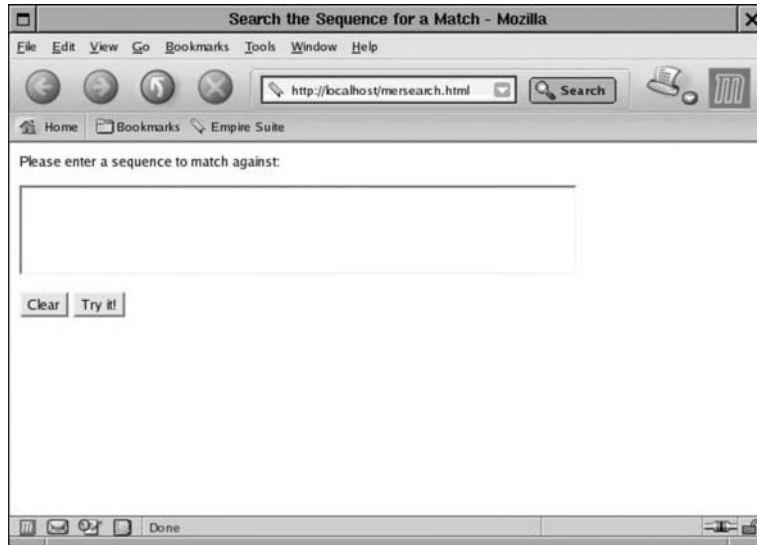 Search the Sequence for a Match - Mozilla
File Edit View Go Bookmarks Tools Window Help
http://localhost/mersearch.html Search
Home Bookmarks Empire Suite
Please enter a sequence to match against:
Clear Try it!
Done